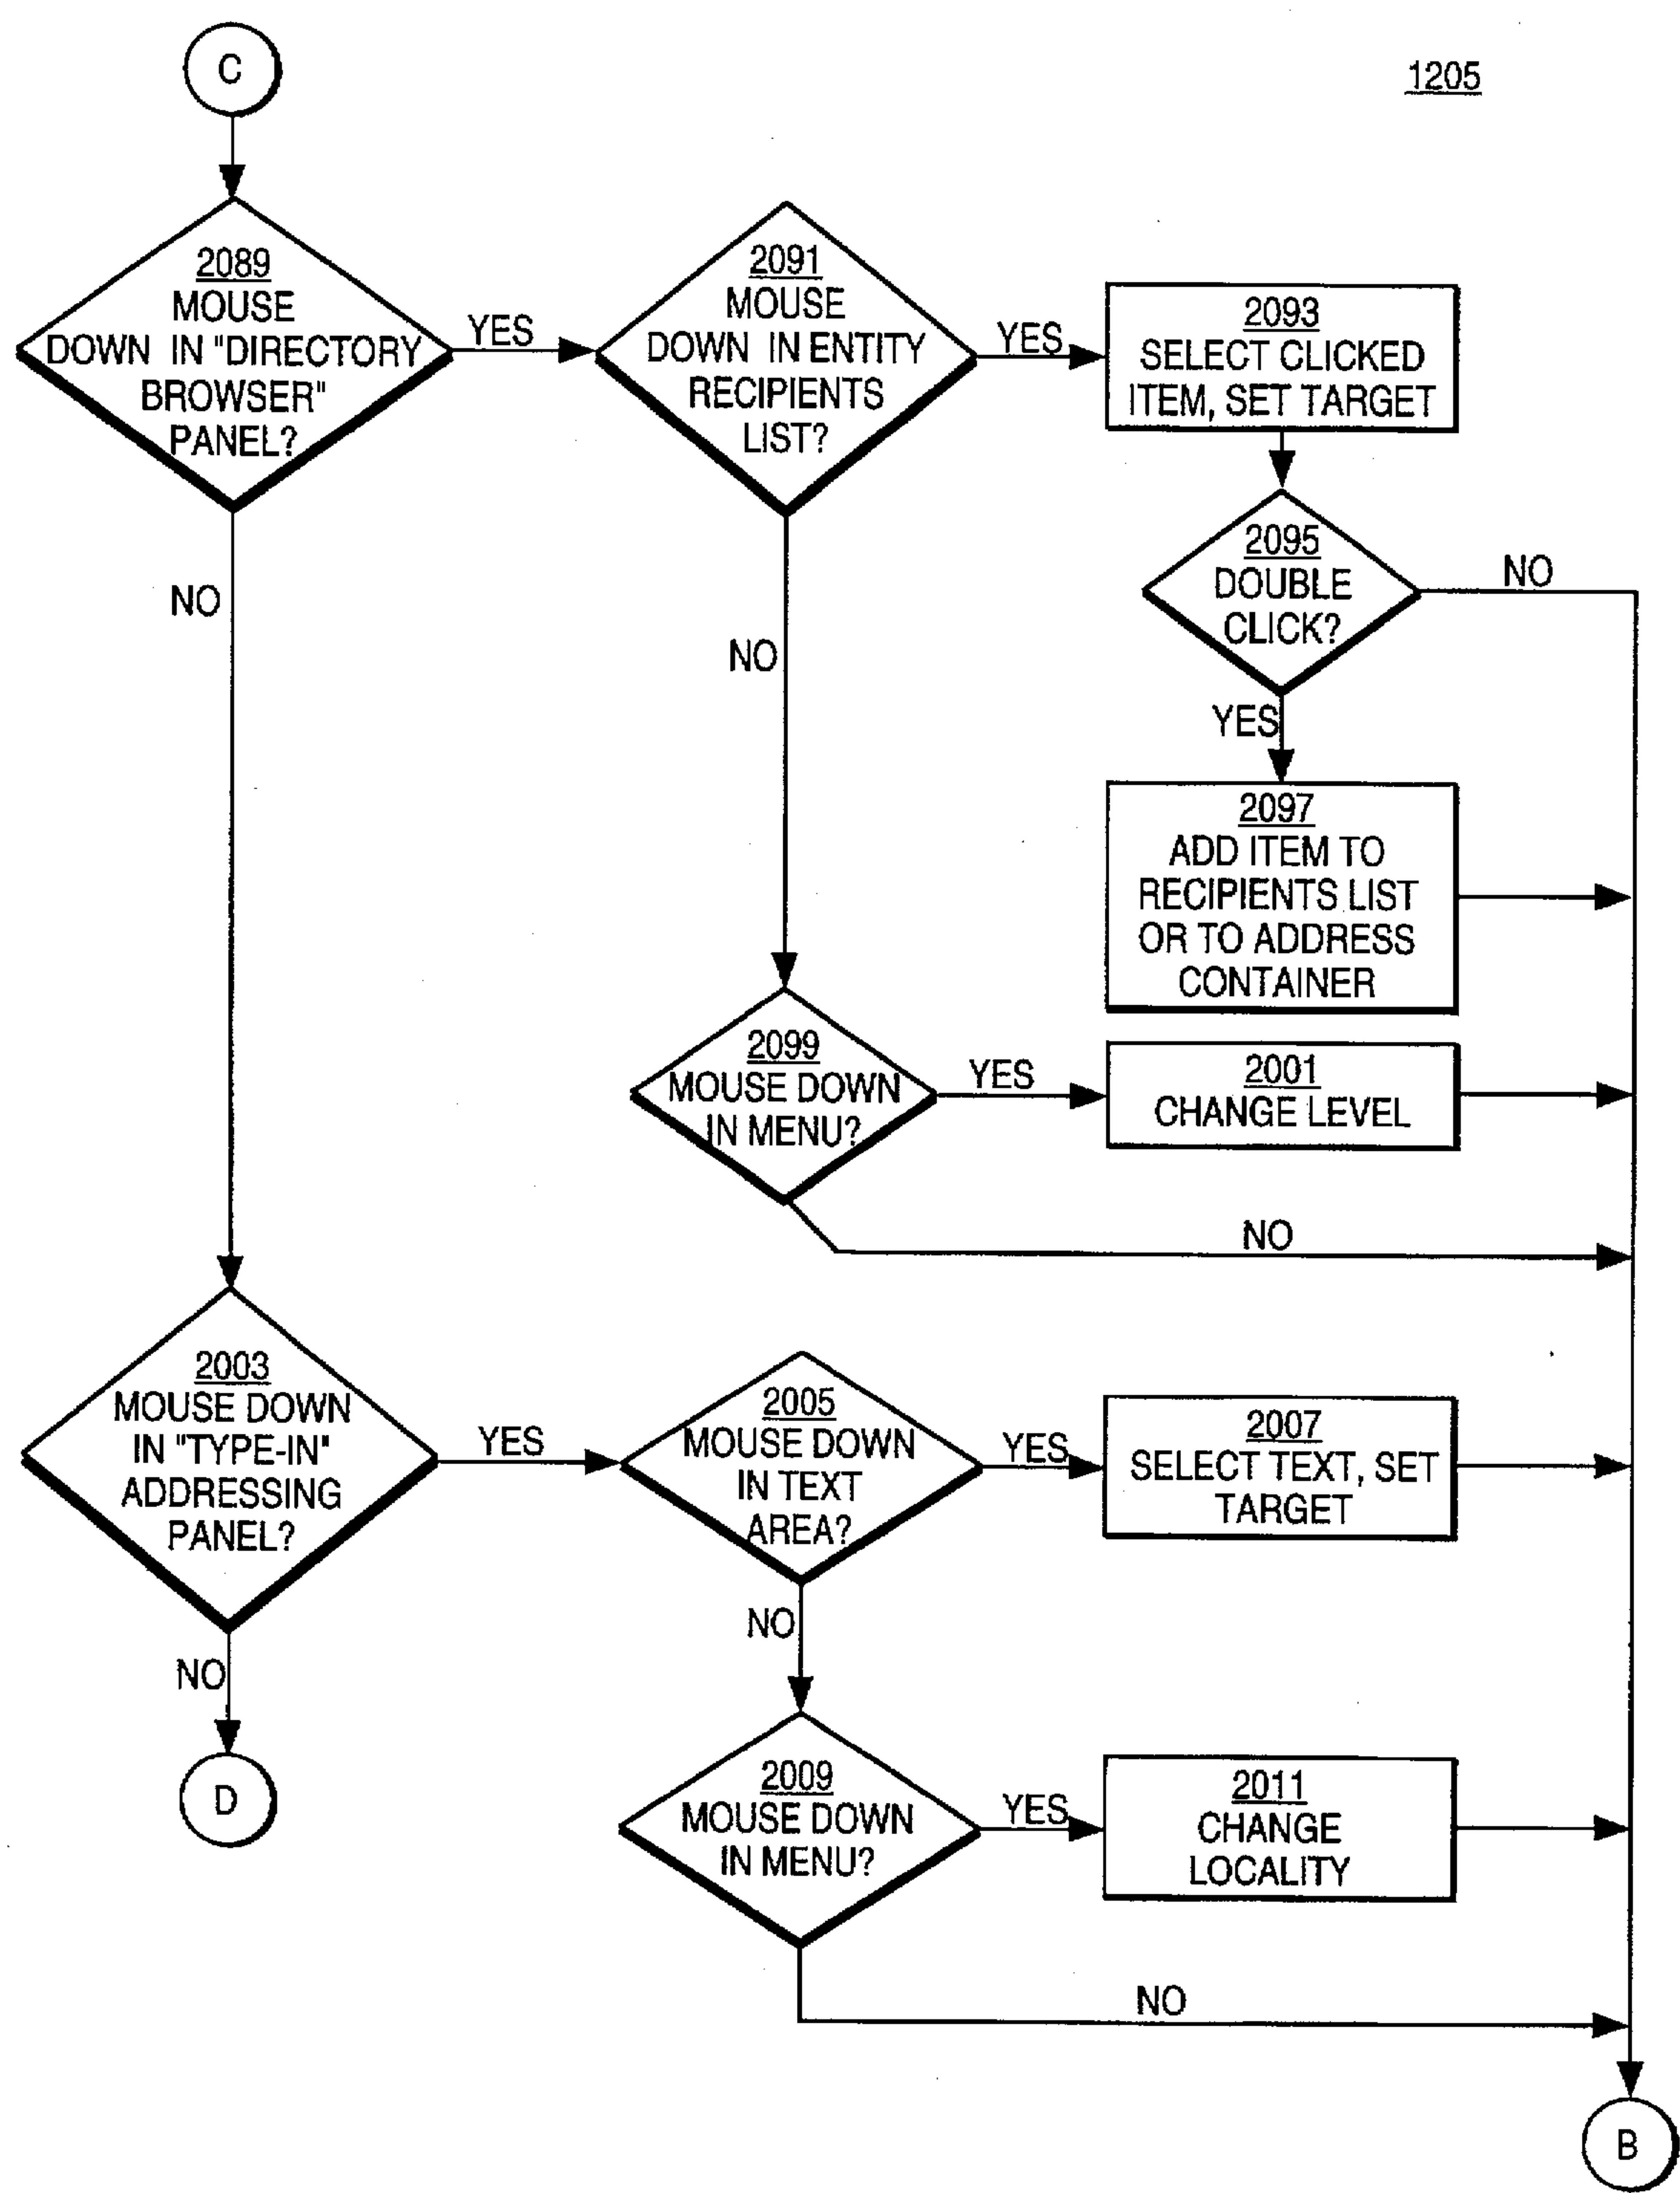 C
1205
2089
MOUSE
DOWN IN "DIRECTORY
BROWSER"
PANEL?
YES
2091
MOUSE
DOWN IN ENTITY
RECIPIENTS
LIST?
YES
2093
SELECT CLICKED
ITEM, SET TARGET
2095
DOUBLE
CLICK?
NO
YES
NO
NO
2097
ADD ITEM TO
RECIPIENTS LIST
OR TO ADDRESS
CONTAINER
2099
MOUSE DOWN
IN MENU?
YES
2001
CHANGE LEVEL
NO
2003
MOUSE DOWN
IN "TYPE-IN"
ADDRESSING
PANEL?
YES
2005
MOUSE DOWN
IN TEXT
AREA?
YES
2007
SELECT TEXT, SET
TARGET
NO
NO
D
2009
MOUSE DOWN
IN MENU?
YES
2011
CHANGE
LOCALITY
NO
B